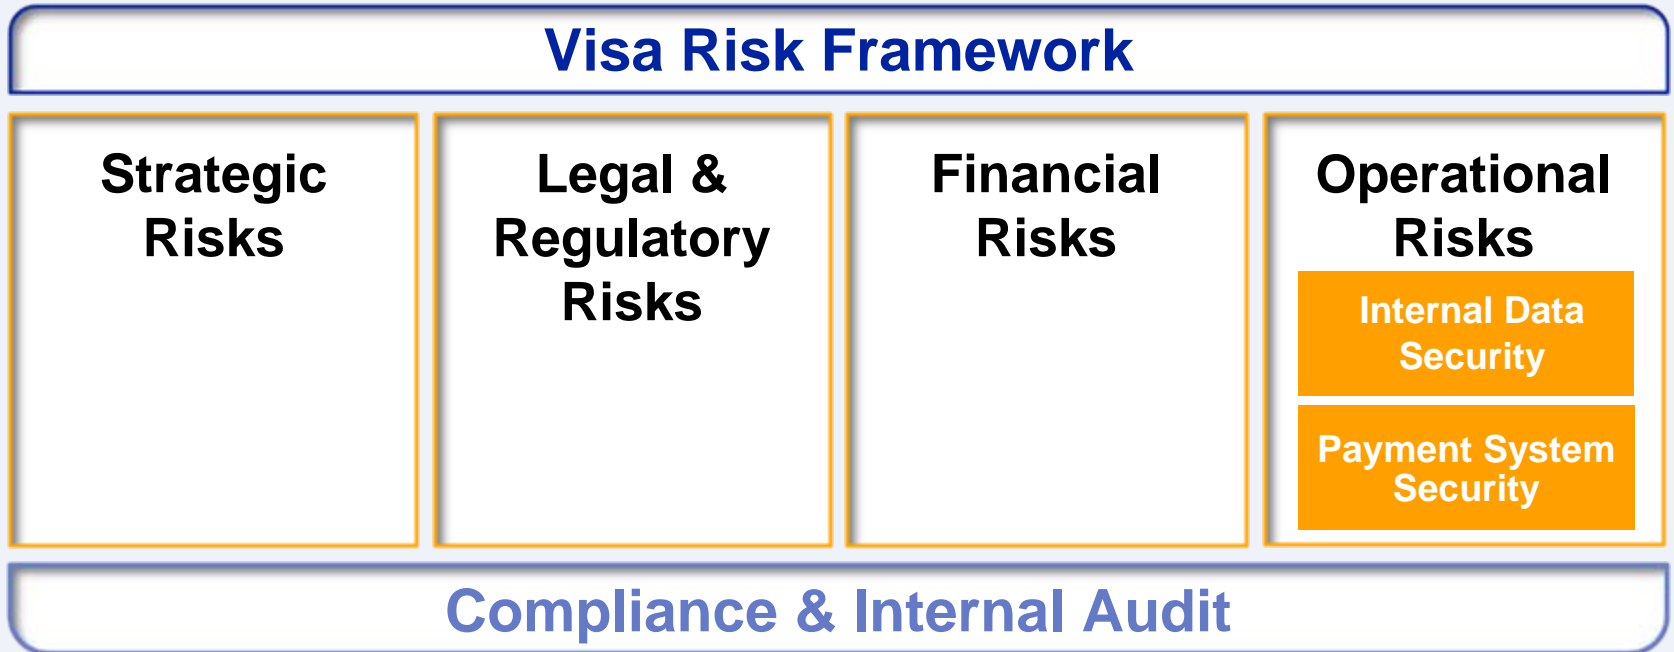 Visa Risk Framework
Strategic
Risks
Legal &
Regulatory
Risks
Financial
Risks
Operational
Risks
Internal Data
Security
Payment System
Security
Compliance & Internal Audit